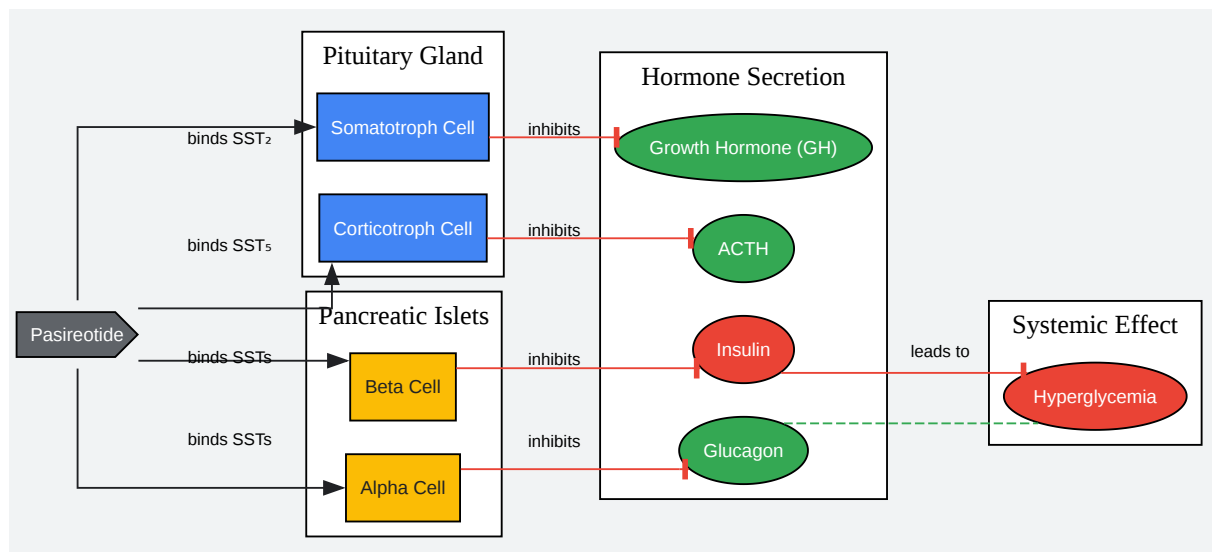 Pituitary Gland
Hormone Secretion
Somatotroph Cell
inhibits
binds SST₂
Growth Hormone (GH)
Corticotroph Cell
inhibits
binds SST₅
ACTH
Pancreatic Islets
Systemic Effect
Pasireotide
Insulin
leads to
binds SSTs
inhibits
Beta Cell
Hyperglycemia
binds SSTs
inhibits
Glucagon
Alpha Cell